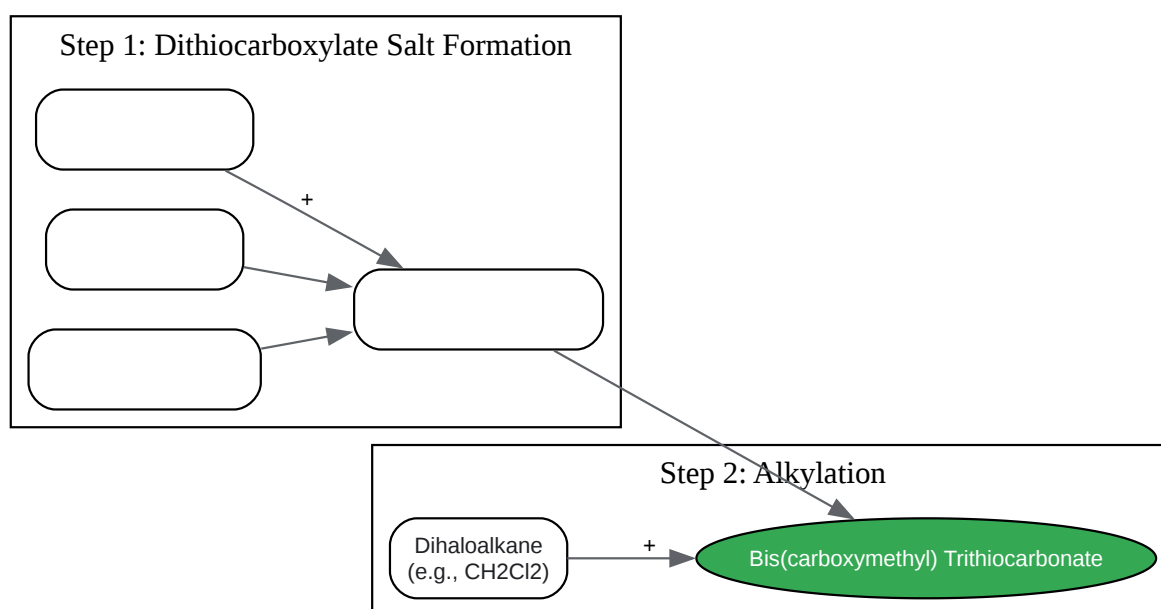 Step 1: Dithiocarboxylate Salt Formation
+
Step 2: Alkylation
Dihaloalkane
(e.g., CH2Cl2)
+
Bis(carboxymethyl) Trithiocarbonate